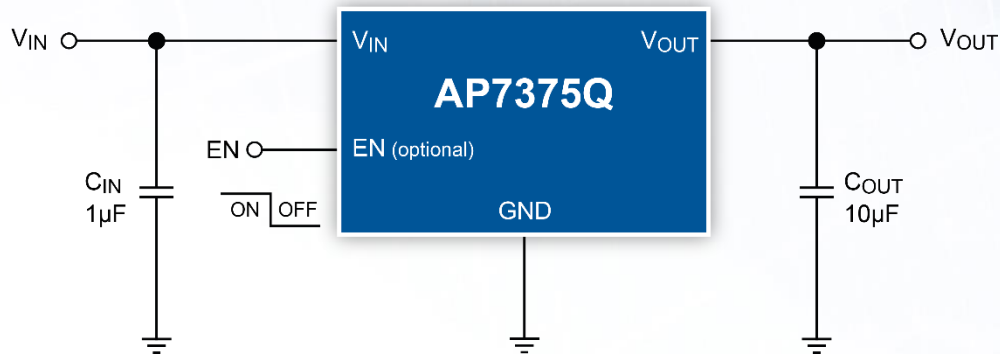 VIN
VIN
VOUT
VOUT
AP7375Q
EN
EN (optional)
CIN
1µF
ON OFF
GND
COUT
10µF